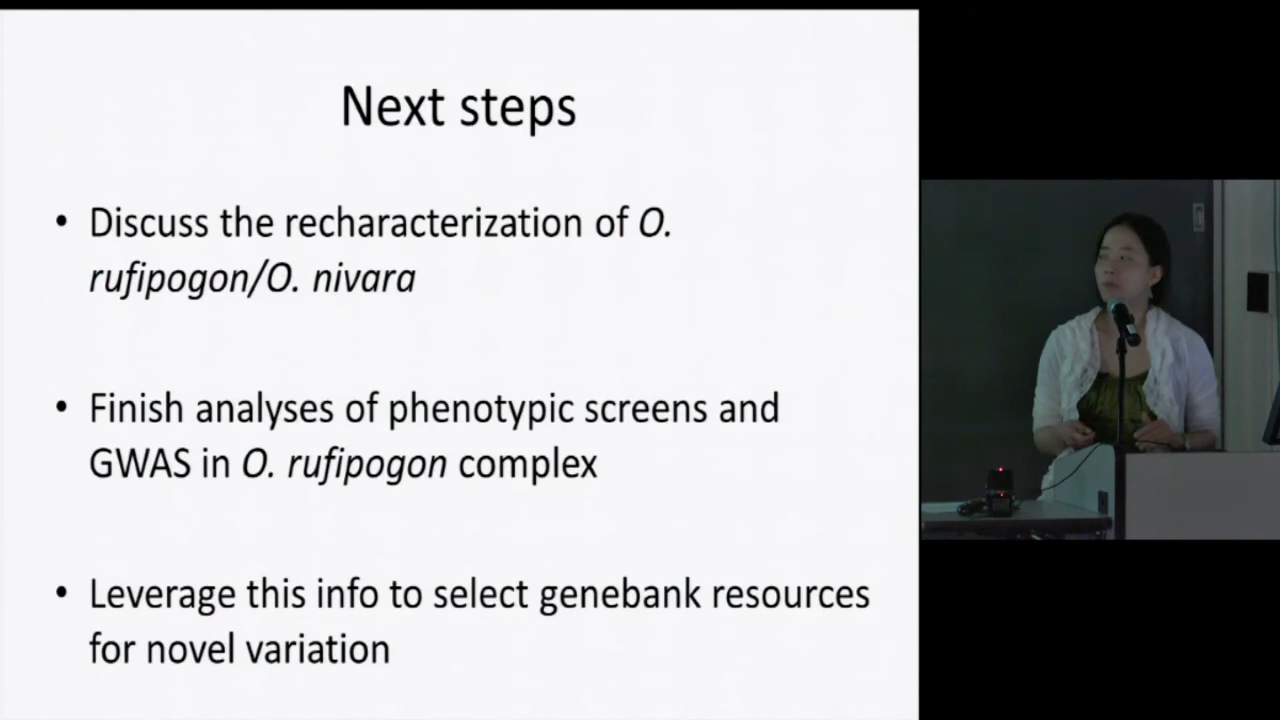 Next steps
• Discuss the recharacterization of O.
rufipogon/O. nivara
• Finish analyses of phenotypic screens and
GWAS in O. rufipogon complex
• Leverage this info to select genebank resources
for novel variation